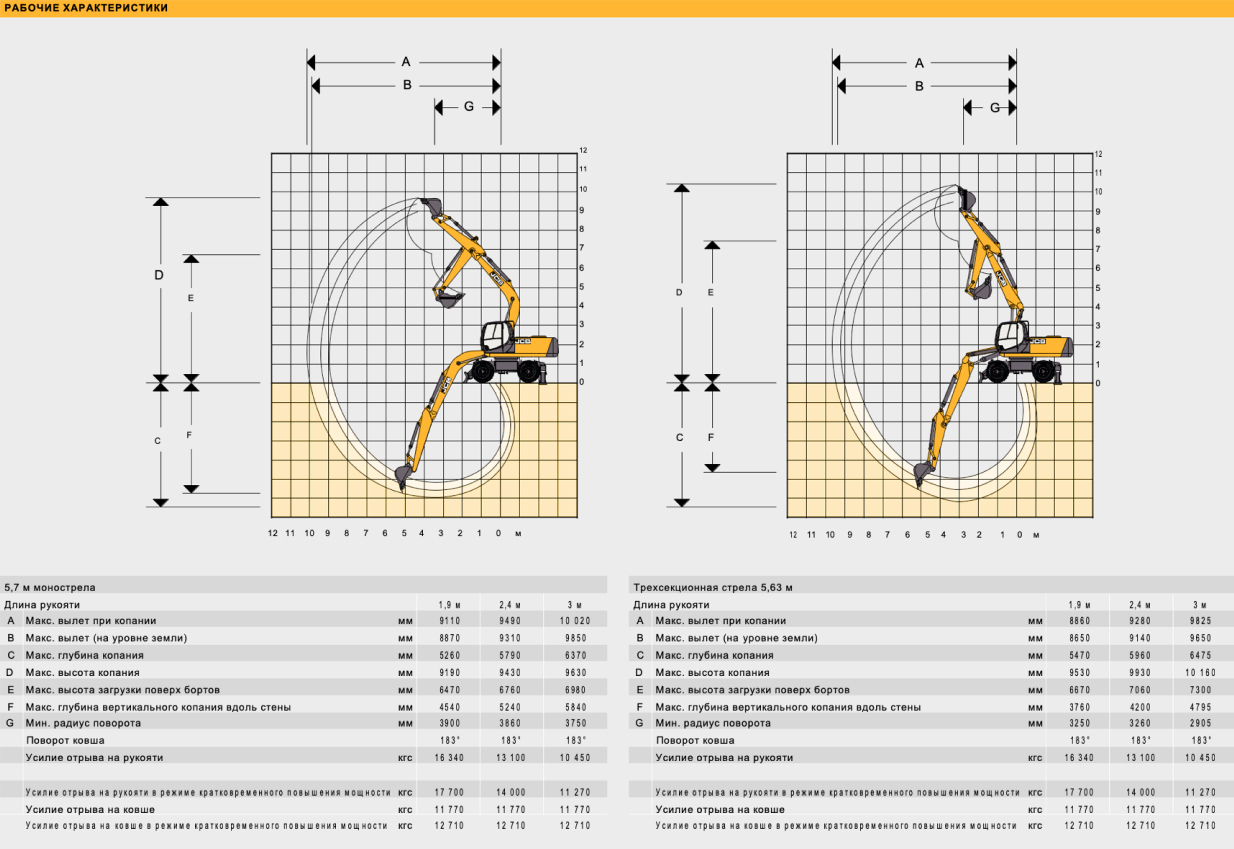 РАБОЧИЕ ХАРАКТЕРИСТИКИ
A
B
G
A
B
G
12
11
10
9
8
7
6
5
4
3
2
1
0
12
11
10
9
8
7
6
5
4
3
2
1
0
D
E
C
F
D
E
C
F
JCB
JCB
JCB
JCB
JCB
12 11 10 9 8 7 6 5 4 3 2 1 0 м
12 11 10 9 8 7 6 5 4 3 2 1 0 м
5,7 м моноcтрела
Длина рукояти 1,9 м 2,4 м 3 м
A Макс. вылет при копании мм 9110 9490 10 020
B Макс. вылет (на уровне земли) мм 8870 9310 9850
C Макс. глубина копания мм 5260 5790 6370
D Макс. высота копания мм 9190 9430 9630
E Макс. высота загрузки поверх бортов мм 6470 6760 6980
F Макс. глубина вертикального копания вдоль стены мм 4540 5240 5840
G Мин. радиус поворота мм 3900 3860 3750
Поворот ковша 183° 183° 183°
Усилие отрыва на рукояти кгс 16 340 13 100 10 450
Усилие отрыва на рукояти в режиме кратковременного повышения мощности кгс 17 700 14 000 11 270
Усилие отрыва на ковше кгс 11 770 11 770 11 770
Усилие отрыва на ковше в режиме кратковременного повышения мощности кгс 12 710 12 710 12 710
Трехсекционная стрела 5,63 м
Длина рукояти 1,9 м 2,4 м 3 м
A Макс. вылет при копании мм 8860 9280 9825
B Макс. вылет (на уровне земли) мм 8650 9140 9650
C Макс. глубина копания мм 5470 5960 6475
D Макс. высота копания мм 9530 9930 10 160
E Макс. высота загрузки поверх бортов мм 6670 7060 7300
F Макс. глубина вертикального копания вдоль стены мм 3760 4200 4795
G Мин. радиус поворота мм 3250 3260 2905
Поворот ковша 183° 183° 183°
Усилие отрыва на рукояти кгс 16 340 13 100 10 450
Усилие отрыва на рукояти в режиме кратковременного повышения мощности кгс 17 700 14 000 11 270
Усилие отрыва на ковше кгс 11 770 11 770 11 770
Усилие отрыва на ковше в режиме кратковременного повышения мощности кгс 12 710 12 710 12 710